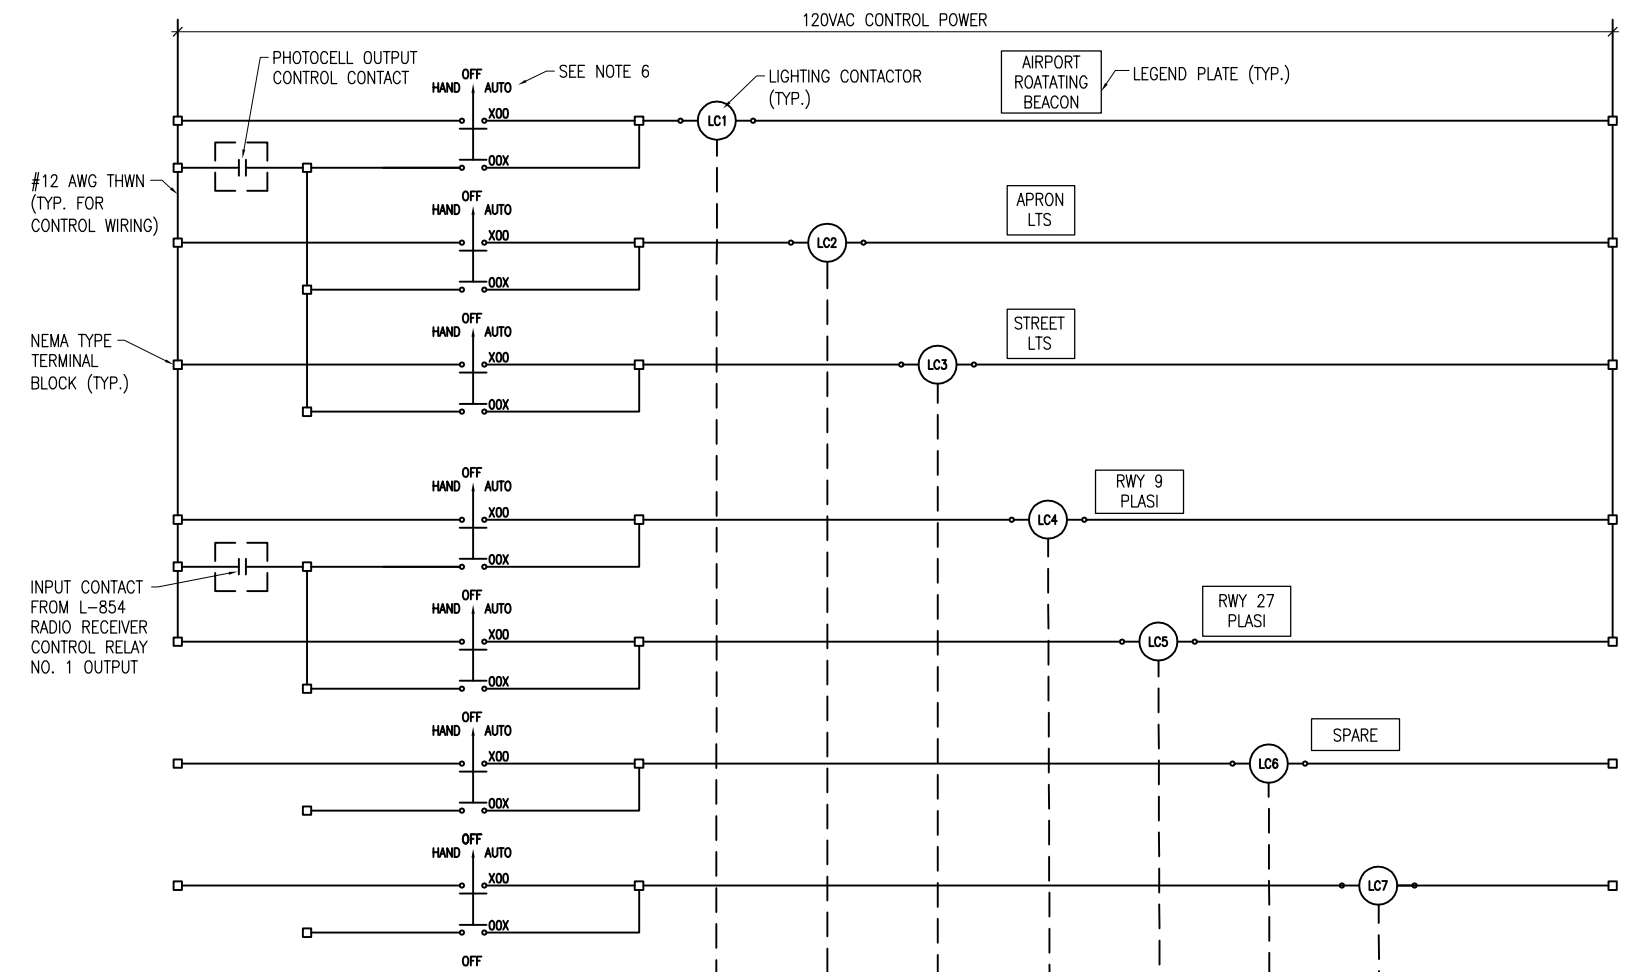 120VAC CONTROL POWER
PHOTOCELL OUTPUT
CONTROL CONTACT
OFF
HAND AUTO
SEE NOTE 6
LIGHTING CONTACTOR
(TYP.)
AIRPORT
ROATATING
BEACON
LEGEND PLATE (TYP.)
X00
LC1
00X
#12 AWG THWN
(TYP. FOR
CONTROL WIRING)
OFF
HAND AUTO
APRON
LTS
X00
LC2
00X
OFF
HAND AUTO
STREET
LTS
NEMA TYPE
TERMINAL
BLOCK (TYP.)
X00
LC3
00X
OFF
HAND AUTO
RWY 9
PLASI
X00
LC4
00X
INPUT CONTACT
FROM L-854
RADIO RECEIVER
CONTROL RELAY
NO. 1 OUTPUT
OFF
HAND AUTO
RWY 27
PLASI
X00
LC5
00X
OFF
HAND AUTO
SPARE
X00
LC6
00X
OFF
HAND AUTO
X00
LC7
00X
OFF